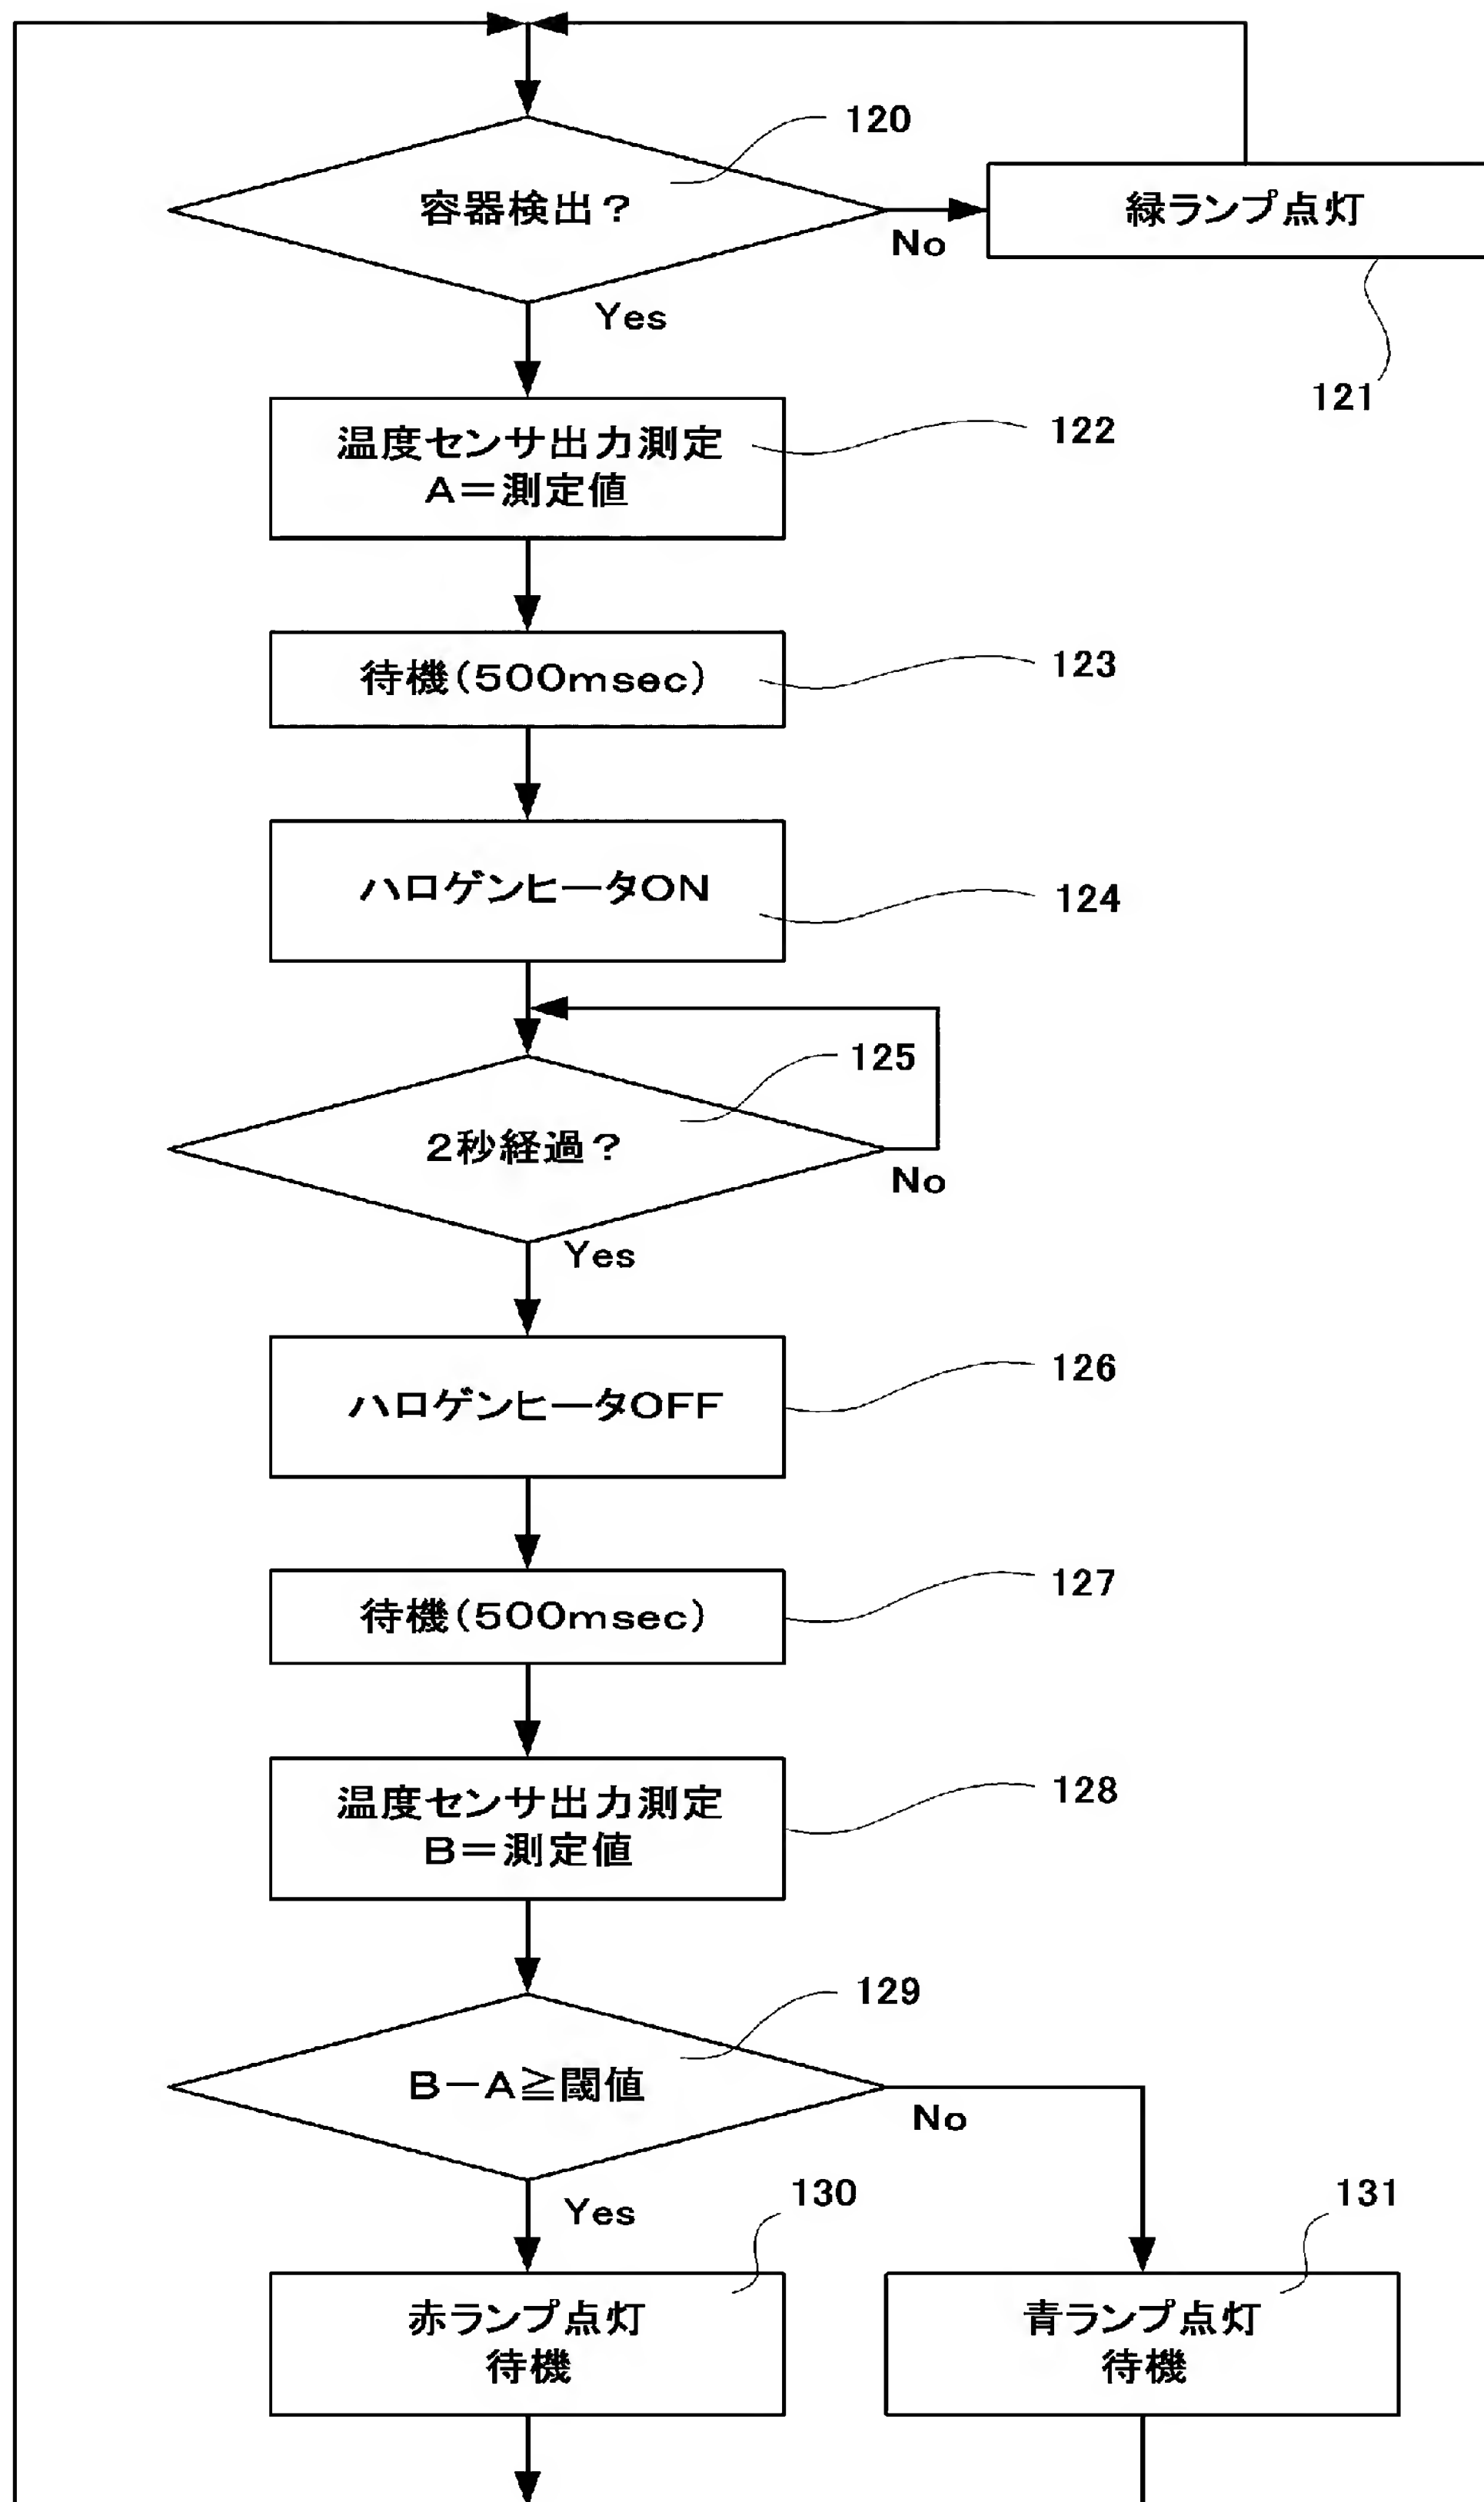 120
容器検出？
No
緑ランプ点灯
Yes
121
温度センサ出力測定
A＝測定値
122
待機(500msec)
123
ハロゲンヒータON
124
125
2秒経過？
No
Yes
ハロゲンヒータOFF
126
待機(500msec)
127
温度センサ出力測定
B＝測定値
128
129
B－A≧閾値
No
Yes
130
131
赤ランプ点灯
待機
青ランプ点灯
待機